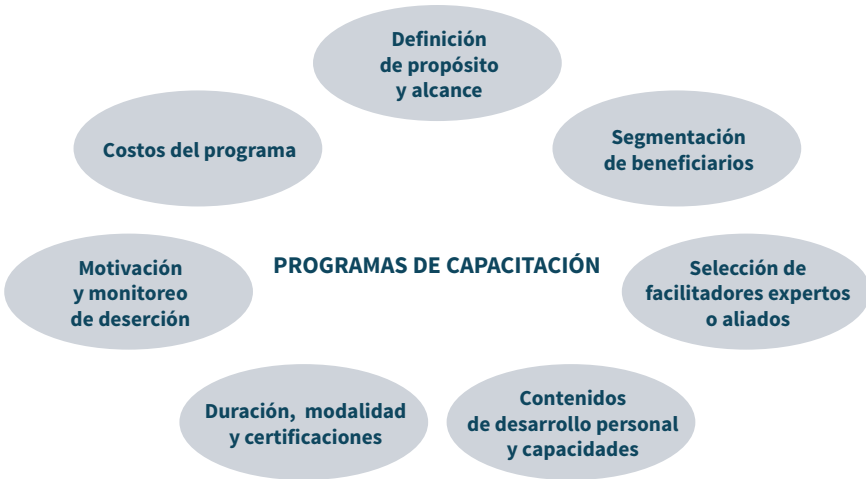 Definición
de propósito
y alcance
Costos del programa
Segmentación
de beneficiarios
Motivación
y monitoreo
de deserción
PROGRAMAS DE CAPACITACIÓN
Selección de
facilitadores expertos
o aliados
Duración, modalidad
y certificaciones
Contenidos
de desarrollo personal
y capacidades